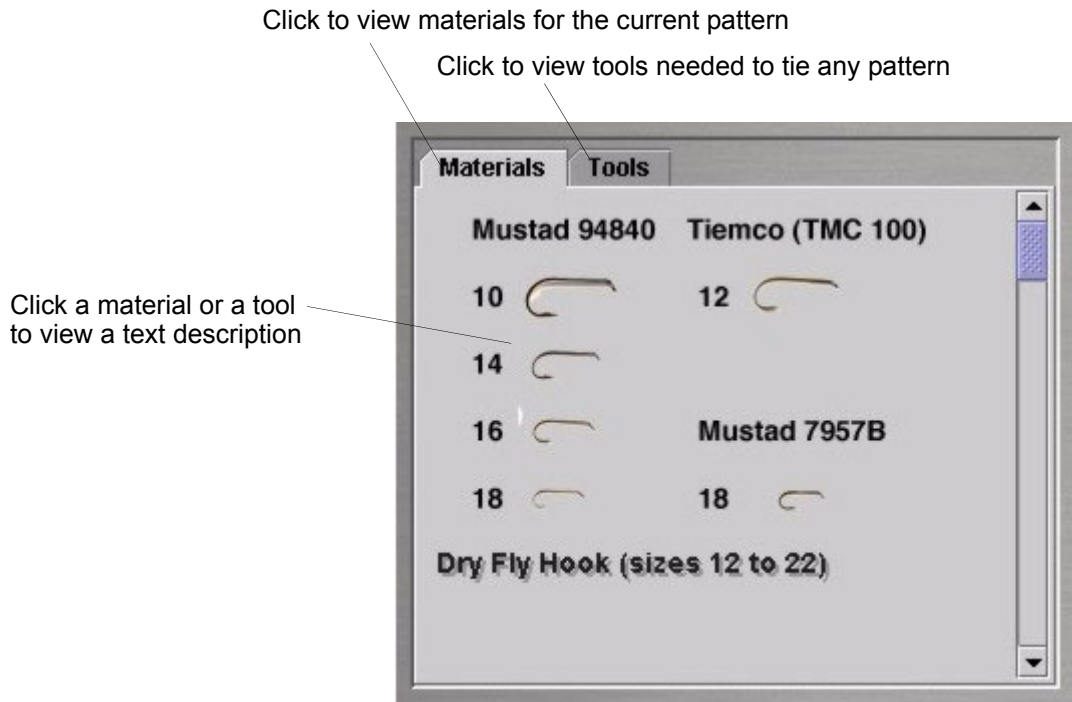 Click to view materials for the current pattern
Click to view tools needed to tie any pattern
Materials Tools
Mustad 94840 Tiemco (TMC 100)
10 12
Click a material or a tool
to view a text description
14
16 Mustad 7957B
18 18
Dry Fly Hook (sizes 12 to 22)